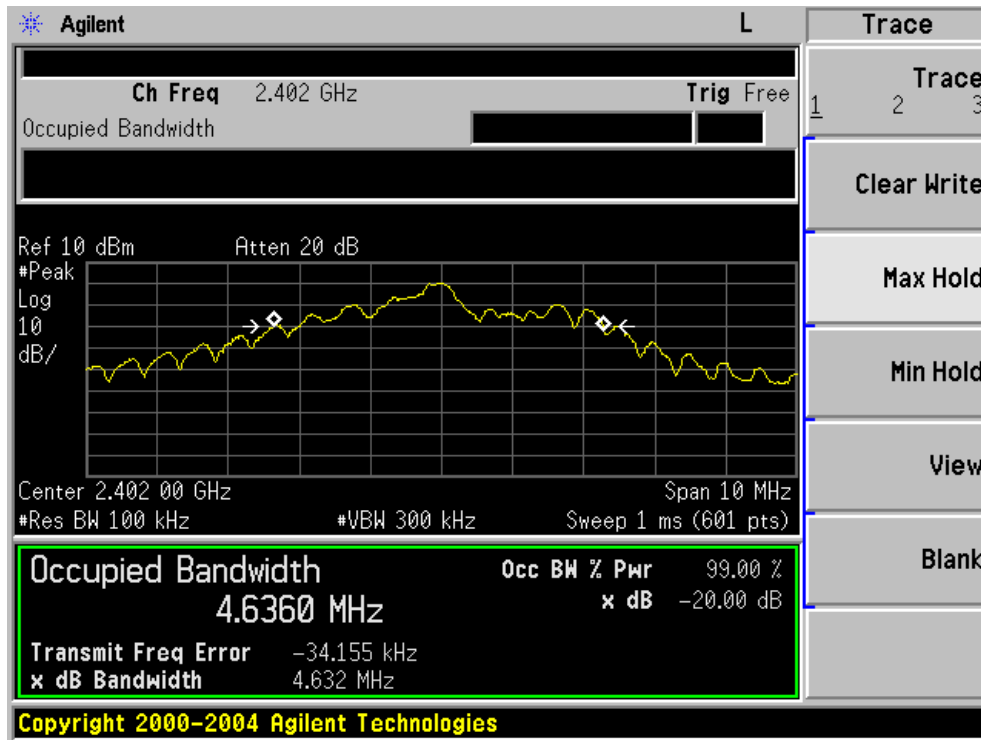 Agilent L Trace
Ch Freq 2.402 GHz Trig Free
Occupied Bandwidth
Trace
1 2 3
Clear Write
Max Hold
Min Hold
View
Blank
Ref 10 dBm Atten 20 dB
#Peak
Log
10
dB/
Center 2.402 00 GHz Span 10 MHz
#Res BW 100 kHz #VBW 300 kHz Sweep 1 ms (601 pts)
Occupied Bandwidth Occ BW % Pwr 99.00 %
4.6360 MHz x dB -20.00 dB
Transmit Freq Error -34.155 kHz
x dB Bandwidth 4.632 MHz
Copyright 2000-2004 Agilent Technologies